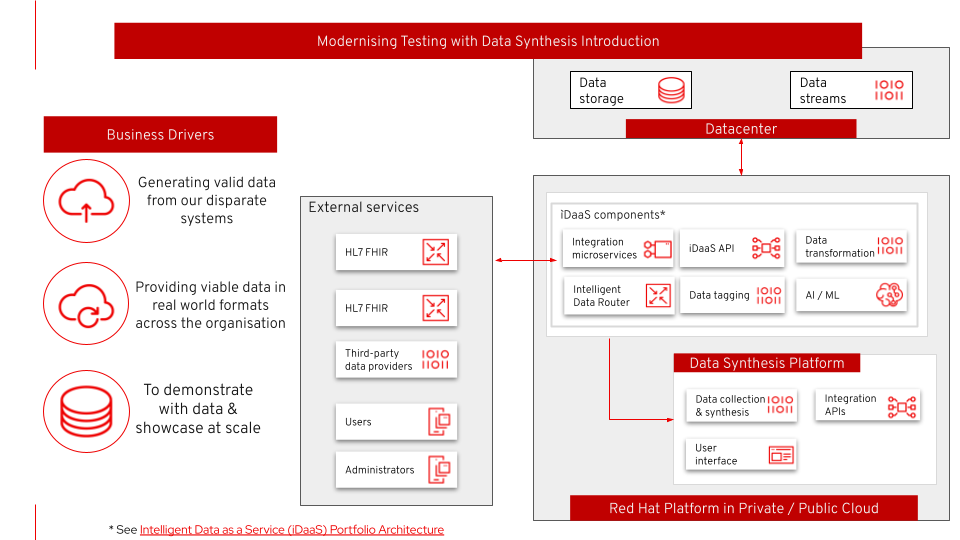 Modernising Testing with Data Synthesis Introduction
Business Drivers
Generating valid data
from our disparate
systems
Providing viable data in
real world formats
across the organisation
To demonstrate
with data &
showcase at scale
External services
HL7 FHIR
HL7 FHIR
Third-party
data providers
Users
Administrators
Data
storage
Data
streams
Datacenter
iDaaS components*
Integration
microservices
iDaaS API
Data
transformation
Intelligent
Data Router
Data tagging
AI / ML
Data Synthesis Platform
Data collection
& synthesis
Integration
APIs
User
interface
Red Hat Platform in Private / Public Cloud
* See Intelligent Data as a Service (iDaaS) Portfolio Architecture